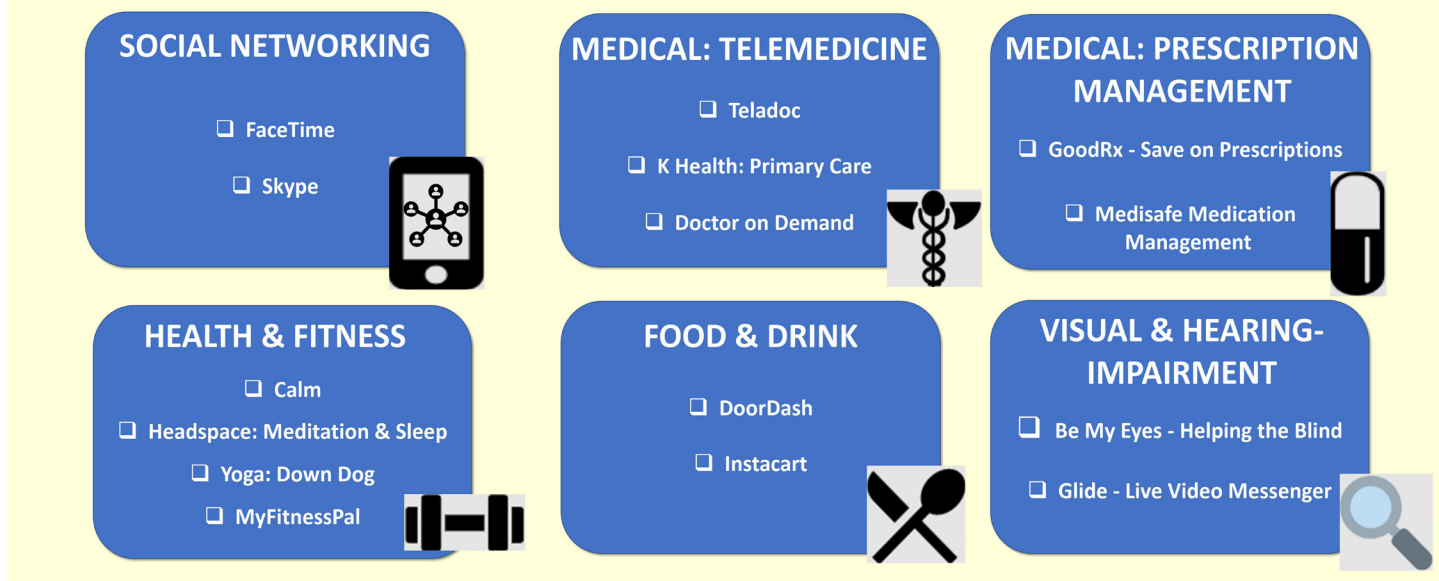 SOCIAL NETWORKING
❑ FaceTime
❑ Skype
MEDICAL: TELEMEDICINE
❑ Teladoc
❑ K Health: Primary Care
❑ Doctor on Demand
MEDICAL: PRESCRIPTION
MANAGEMENT
❑ GoodRx - Save on Prescriptions
❑ Medisafe Medication
Management
HEALTH & FITNESS
❑ Calm
❑ Headspace: Meditation & Sleep
❑ Yoga: Down Dog
❑ MyFitnessPal
FOOD & DRINK
❑ DoorDash
❑ Instacart
VISUAL & HEARING-
IMPAIRMENT
❑ Be My Eyes - Helping the Blind
❑ Glide - Live Video Messenger